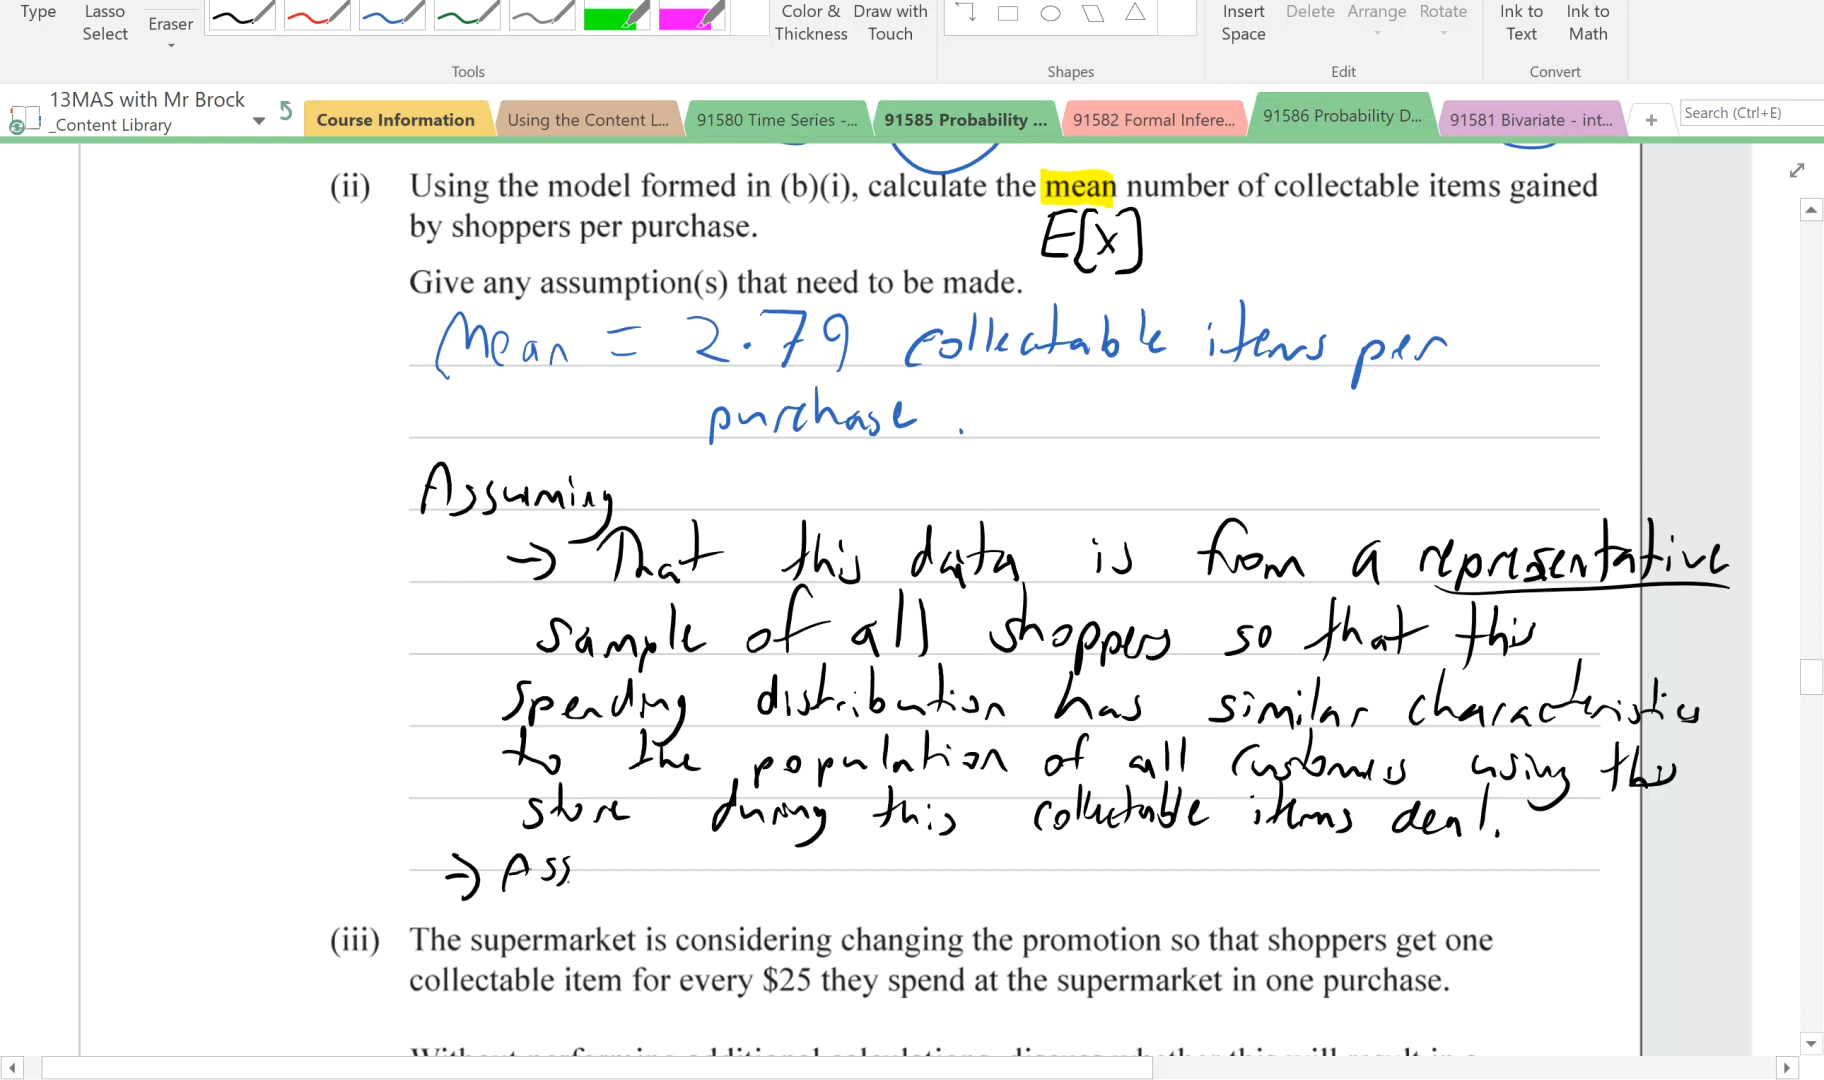 Type
Lasso
Select
Eraser
Color &
Thickness
Draw with
Touch
Insert
Space
Delete
Arrange
Rotate
Ink to
Text
Ink to
Math
Tools
Shapes
Edit
Convert
13MAS with Mr Brock
_Content Library
Course Information
Using the Content L...
91580 Time Series -...
91585 Probability ...
91582 Formal Infere...
91586 Probability D...
91581 Bivariate - int...
+
Search (Ctrl+E)
(ii) Using the model formed in (b)(i), calculate the mean number of collectable items gained
by shoppers per purchase.
E[X]
Give any assumption(s) that need to be made.
Mean = 2.79 collectable items per
purchase.
Assuming
→ That this data is from a representative
sample of all shoppers so that this
spending distribution has similar characteristics
to the population of all customers using this
store during this collectable items deal.
→ Ass
(iii) The supermarket is considering changing the promotion so that shoppers get one
collectable item for every $25 they spend at the supermarket in one purchase.